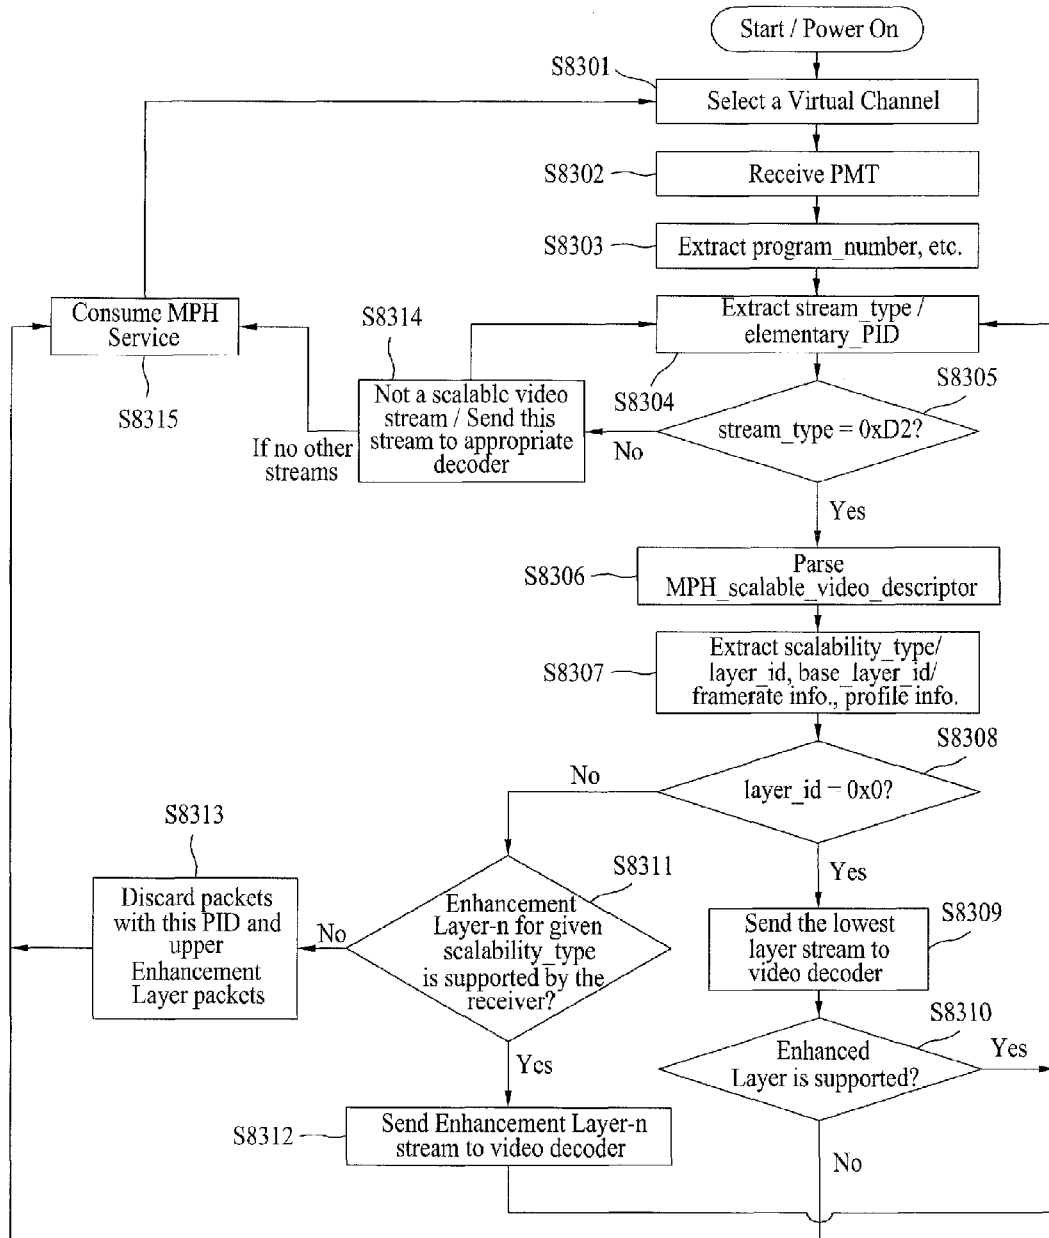 Start / Power On
S8301
Select a Virtual Channel
S8302
Receive PMT
S8303
Extract program_number, etc.
Consume MPH
Service
S8315
S8314
Extract stream_type /
elementary_PID
S8304
Not a scalable video
stream / Send this
stream to appropriate
decoder
If no other
streams
S8305
stream_type = 0xD2?
No
Yes
S8306
Parse
MPH_scalable_video_descriptor
S8307
Extract scalability_type/
layer_id, base_layer_id/
framerate info., profile info.
S8308
layer_id = 0x0?
No
Yes
S8313
Discard packets
with this PID and
upper
Enhancement
Layer packets
No
S8311
Enhancement
Layer-n for given
scalability_type
is supported by the
receiver?
Yes
S8309
Send the lowest
layer stream to
video decoder
S8310
Enhanced
Layer is supported?
Yes
No
S8312
Send Enhancement Layer-n
stream to video decoder